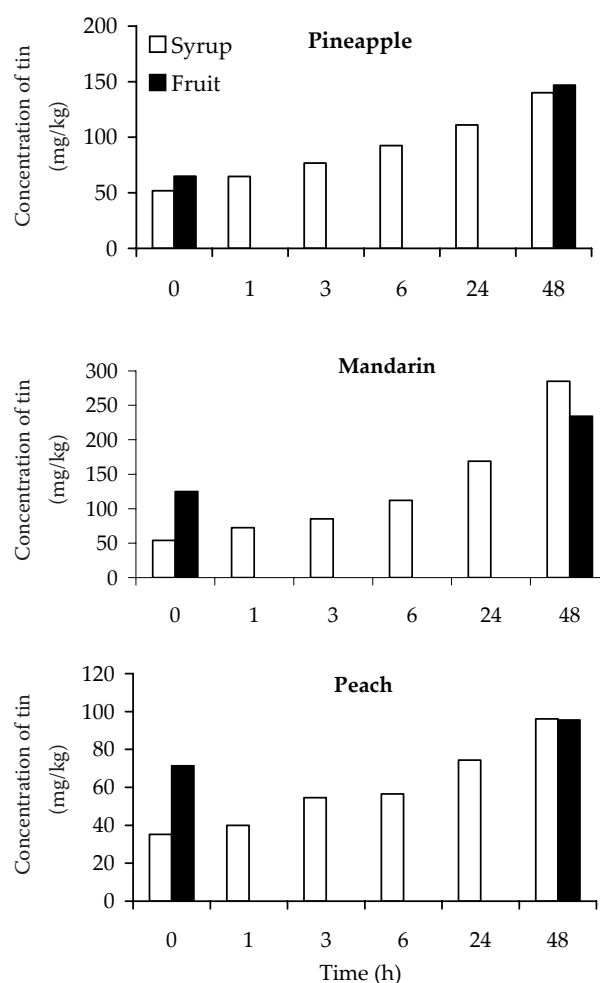 Pineapple
Syrup
Fruit
Concentration of tin
(mg/kg)
200
150
100
50
0
0 1 3 6 24 48
Mandarin
Concentration of tin
(mg/kg)
300
250
200
150
100
50
0
0 1 3 6 24 48
Peach
Concentration of tin
(mg/kg)
120
100
80
60
40
20
0
0 1 3 6 24 48
Time (h)